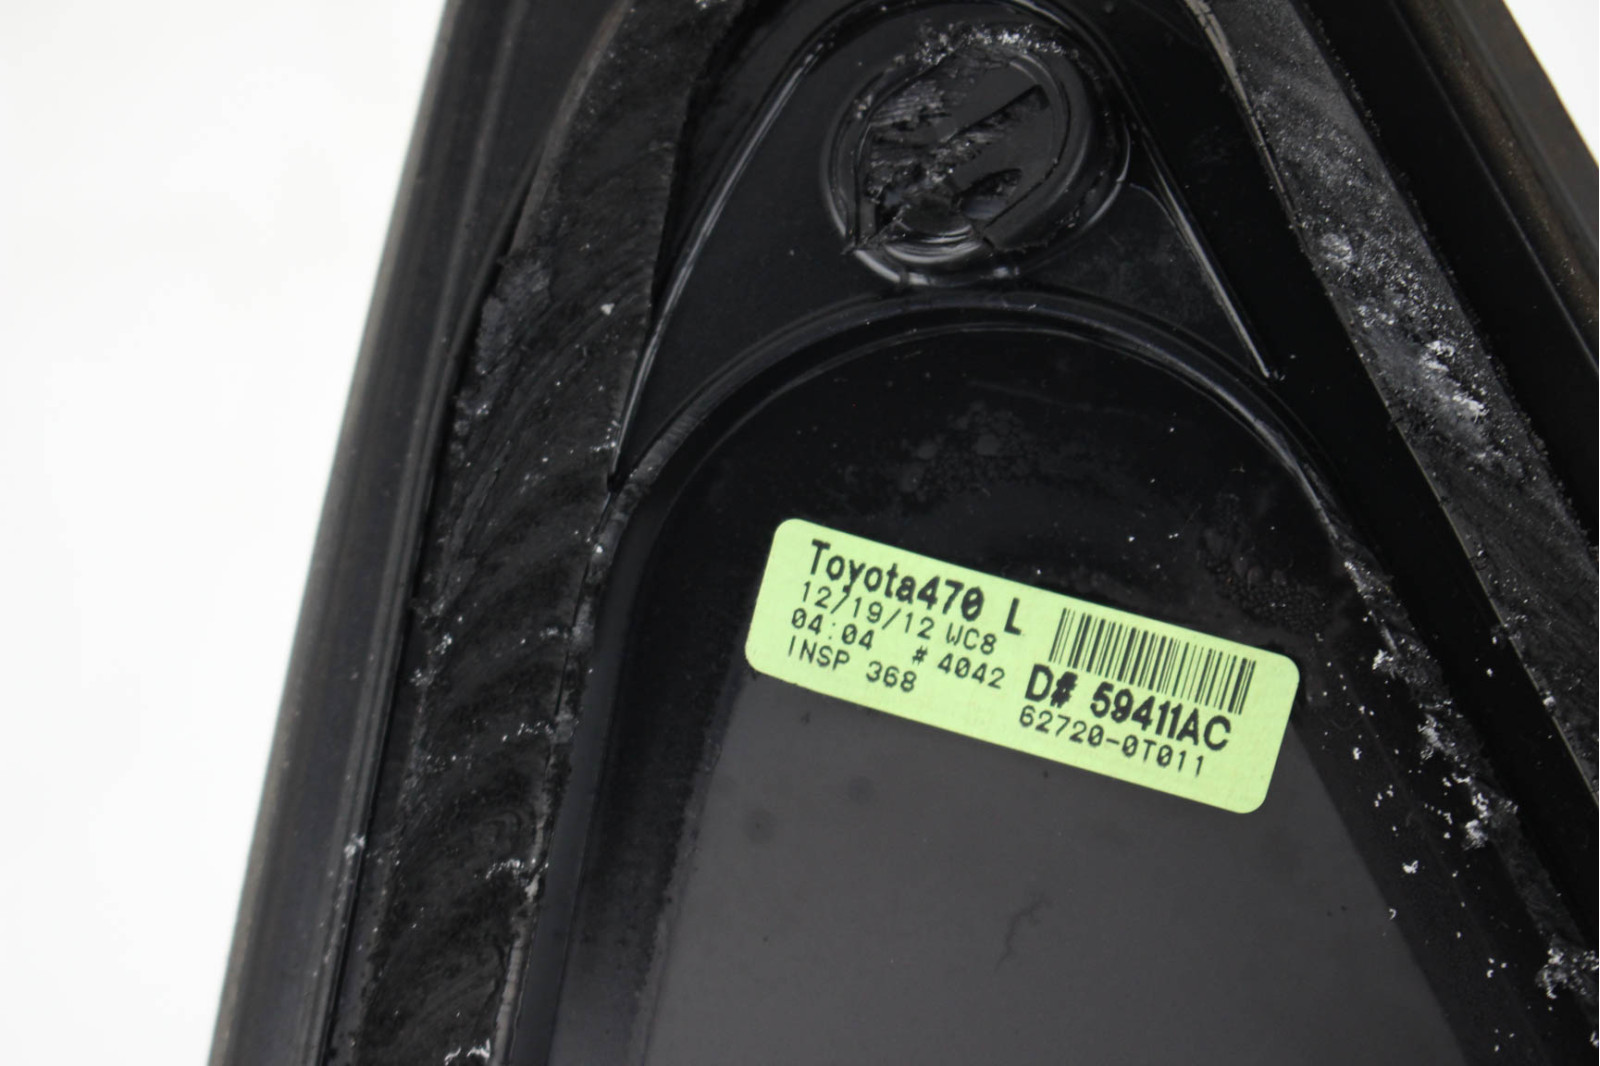 Toyota470 L
12/19/12 WC8
04:04 # 4042
INSP 368
D# 59411AC
62720-0T011